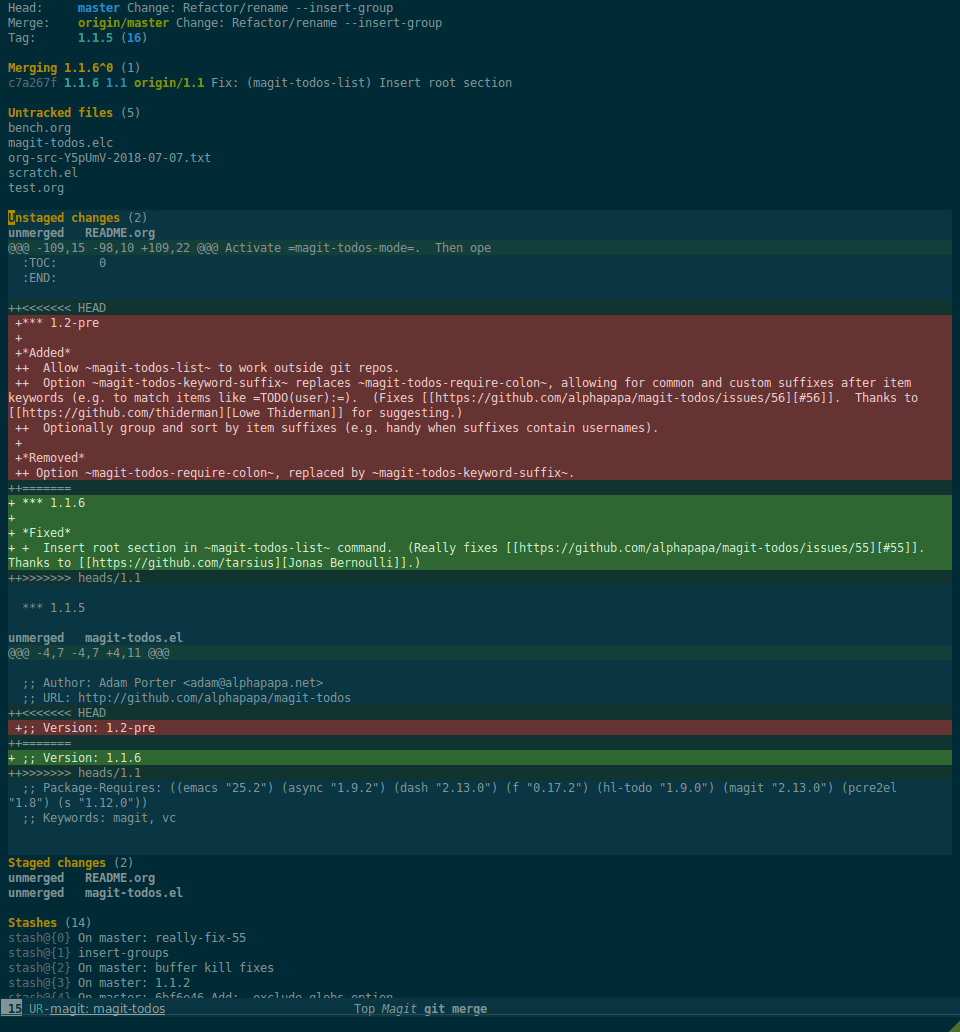 Head:     master Change: Refactor/rename --insert-group
Merge:    origin/master Change: Refactor/rename --insert-group
Tag:      1.1.5 (16)
Merging 1.1.6^0 (1)
c7a267f 1.1.6 1.1 origin/1.1 Fix: (magit-todos-list) Insert root section
Untracked files (5)
bench.org
magit-todos.elc
org-src-Y5pUmV-2018-07-07.txt
scratch.el
test.org
Unstaged changes (2)
unmerged   README.org
@@@ -109,15 -98,10 +109,22 @@@ Activate =magit-todos-mode=.  Then ope
  :TOC:      0
  :END:
++<<<<<<< HEAD
 +*** 1.2-pre
 +
 +*Added*
 ++  Allow ~magit-todos-list~ to work outside git repos.
 ++  Option ~magit-todos-keyword-suffix~ replaces ~magit-todos-require-colon~, allowing for common and custom suffixes after item
keywords (e.g. to match items like =TODO(user):=).  (Fixes [[https://github.com/alphapapa/magit-todos/issues/56][#56]].  Thanks to
[[https://github.com/thiderman][Lowe Thiderman]] for suggesting.)
 ++  Optionally group and sort by item suffixes (e.g. handy when suffixes contain usernames).
 +
 +*Removed*
 ++ Option ~magit-todos-require-colon~, replaced by ~magit-todos-keyword-suffix~.
++=======
+ *** 1.1.6
+
+ *Fixed*
+ +  Insert root section in ~magit-todos-list~ command.  (Really fixes [[https://github.com/alphapapa/magit-todos/issues/55][#55]].
Thanks to [[https://github.com/tarsius][Jonas Bernoulli]].)
++>>>>>>> heads/1.1
  *** 1.1.5
unmerged   magit-todos.el
@@@ -4,7 -4,7 +4,11 @@@
  ;; Author: Adam Porter <adam@alphapapa.net>
  ;; URL: http://github.com/alphapapa/magit-todos
++<<<<<<< HEAD
 +;; Version: 1.2-pre
++=======
+ ;; Version: 1.1.6
++>>>>>>> heads/1.1
  ;; Package-Requires: ((emacs "25.2") (async "1.9.2") (dash "2.13.0") (f "0.17.2") (hl-todo "1.9.0") (magit "2.13.0") (pcre2el
"1.8") (s "1.12.0"))
  ;; Keywords: magit, vc
Staged changes (2)
unmerged   README.org
unmerged   magit-todos.el
Stashes (14)
stash@{0} On master: really-fix-55
stash@{1} insert-groups
stash@{2} On master: buffer kill fixes
stash@{3} On master: 1.1.2
stash@{4} On master: 6bf6e46 Add: exclude globs option
15 UR-magit: magit-todos                           Top Magit git merge